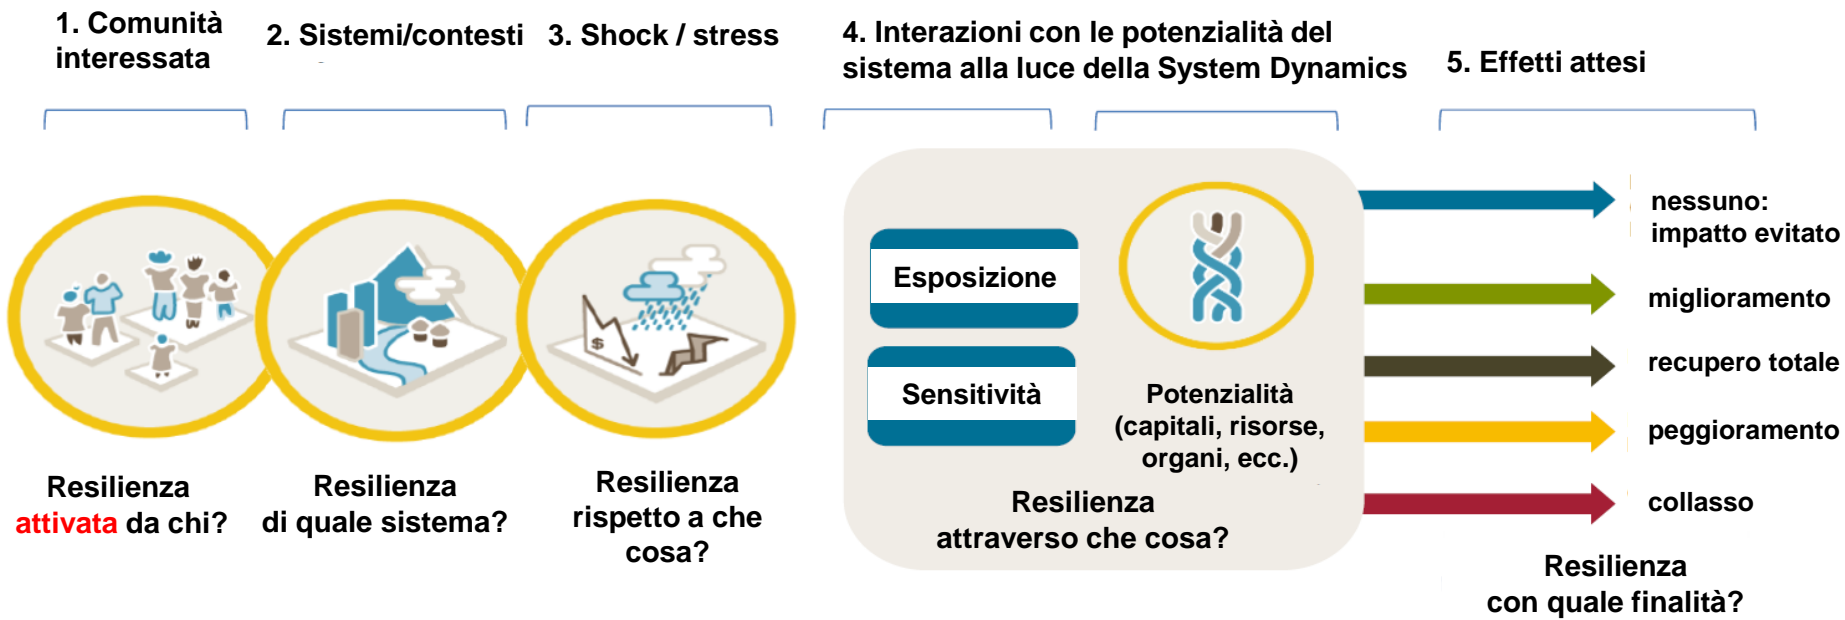 1. Comunità
interessata
2. Sistemi/contesti
3. Shock / stress
4. Interazioni con le potenzialità del
sistema alla luce della System Dynamics
5. Effetti attesi
$
Esposizione
Sensitività
Potenzialità
(capitali, risorse,
organi, ecc.)
nessuno:
impatto evitato
miglioramento
recupero totale
peggioramento
collasso
Resilienza
attivata da chi?
Resilienza
di quale sistema?
Resilienza
rispetto a che
cosa?
Resilienza
attraverso che cosa?
Resilienza
con quale finalità?